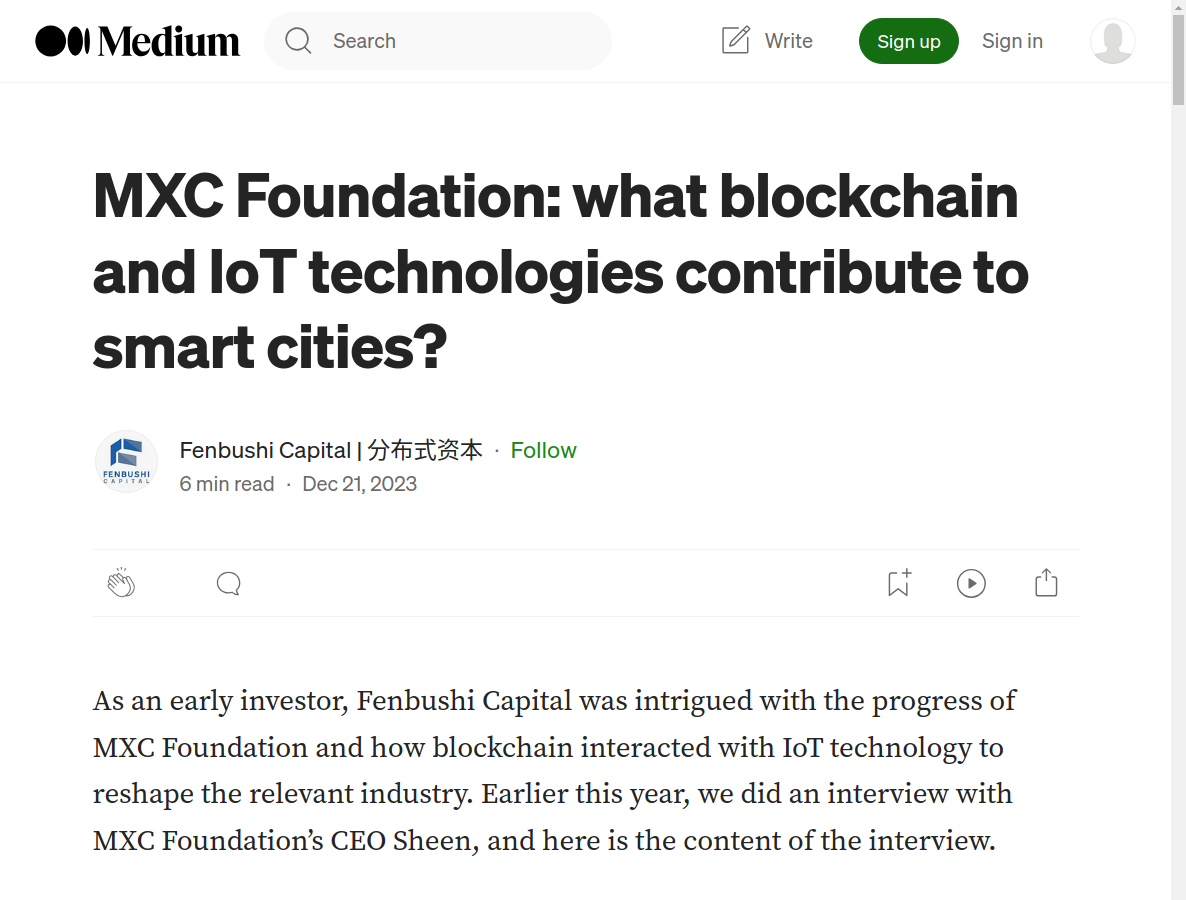 Medium
Search
Write
Sign up
Sign in
MXC Foundation: what blockchain
and IoT technologies contribute to
smart cities?
FENBUSHI
CAPITAL
Fenbushi Capital | 分布式资本 · Follow
6 min read · Dec 21, 2023
As an early investor, Fenbushi Capital was intrigued with the progress of
MXC Foundation and how blockchain interacted with IoT technology to
reshape the relevant industry. Earlier this year, we did an interview with
MXC Foundation’s CEO Sheen, and here is the content of the interview.